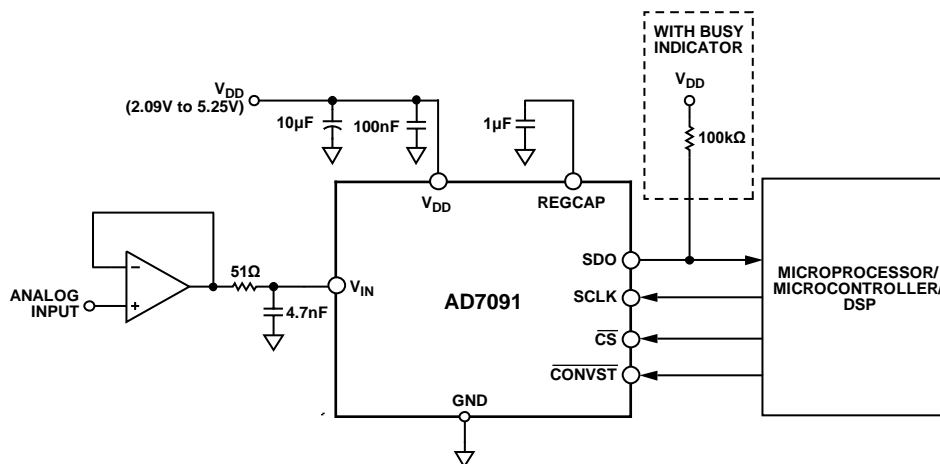 WITH BUSY
INDICATOR
VDD
100kΩ
VDD
(2.09V to 5.25V)
10µF
100nF
1µF
VDD
REGCAP
ANALOG
INPUT
−
+
51Ω
4.7nF
VIN
AD7091
SDO
SCLK
CS
CONVST
GND
MICROPROCESSOR/
MICROCONTROLLER/
DSP